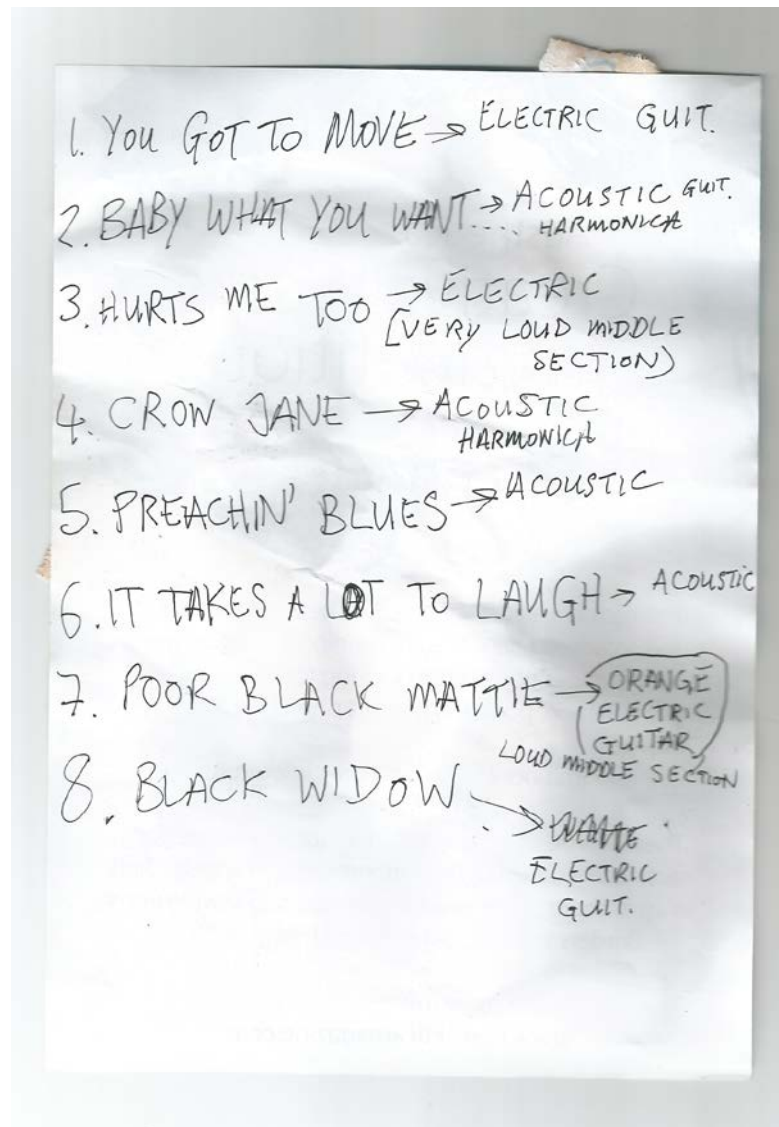 1. YOU GOT TO MOVE → ELECTRIC GUIT.
2. BABY WHAT YOU WANT.... → ACOUSTIC GUIT.
HARMONICA
3. HURTS ME TOO → ELECTRIC
(VERY LOUD MIDDLE
SECTION)
4. CROW JANE → ACOUSTIC
HARMONICA
5. PREACHIN' BLUES → ACOUSTIC
6. IT TAKES A LOT TO LAUGH → ACOUSTIC
7. POOR BLACK MATTIE → ORANGE
ELECTRIC
GUITAR
LOUD MIDDLE SECTION
8. BLACK WIDOW →
ELECTRIC
GUIT.